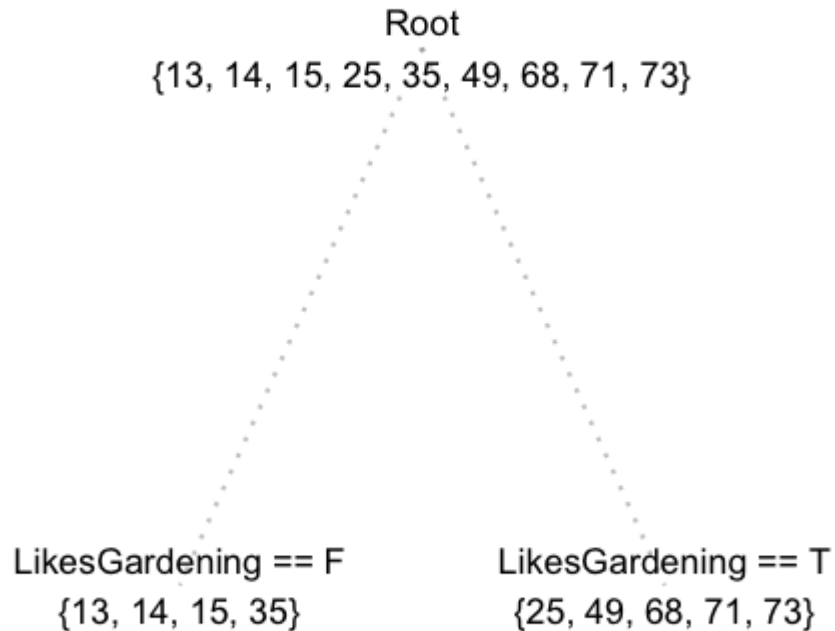 Root
{13, 14, 15, 25, 35, 49, 68, 71, 73}
LikesGardening == F
{13, 14, 15, 35}
LikesGardening == T
{25, 49, 68, 71, 73}